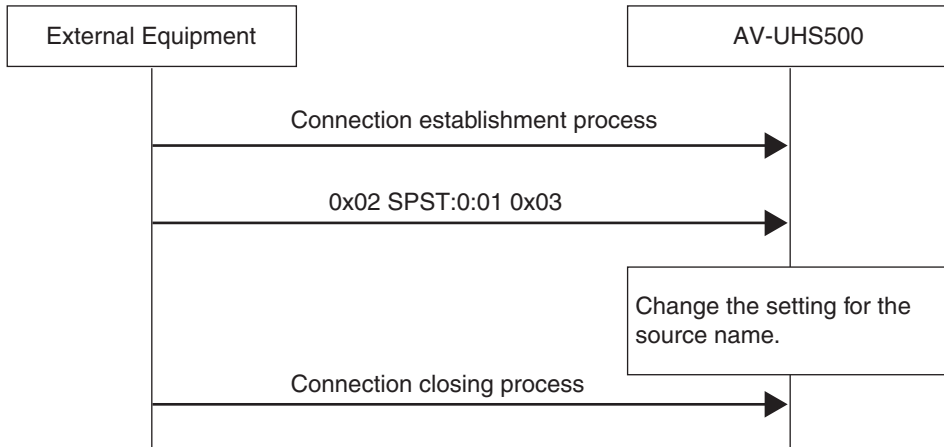 External Equipment
AV-UHS500
Connection establishment process
0x02 SPST:0:01 0x03
Change the setting for the
source name.
Connection closing process